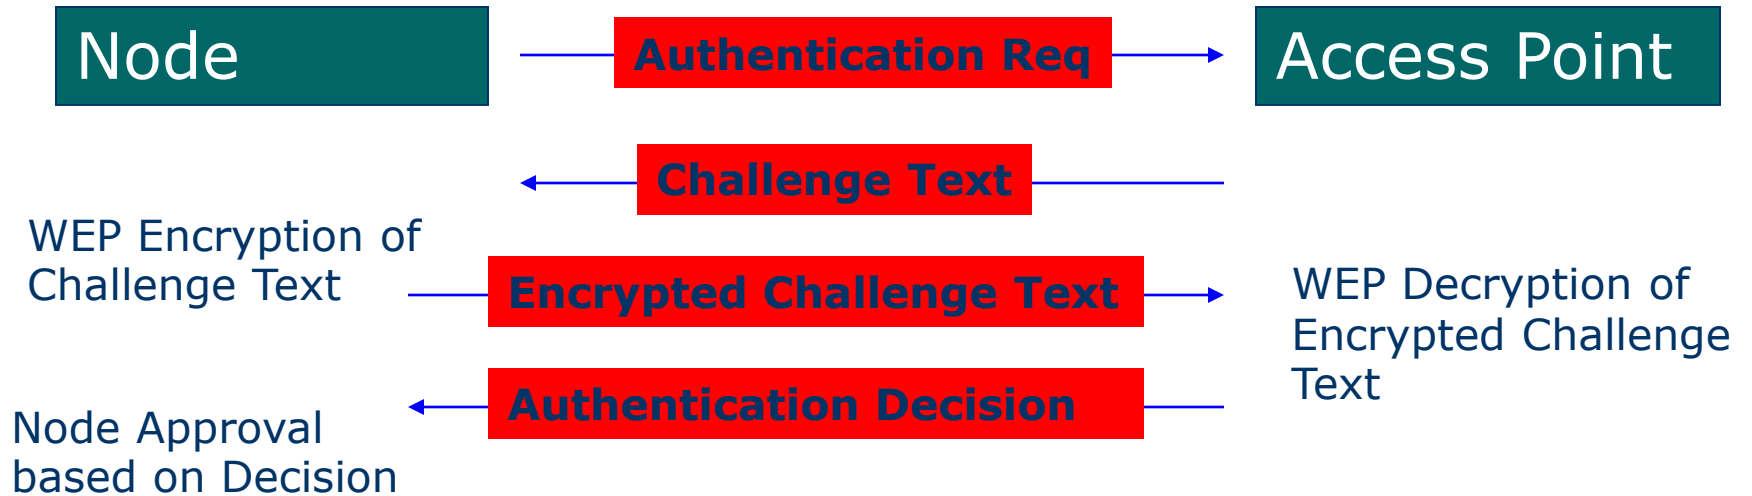 Node
Authentication Req
Access Point
Challenge Text
WEP Encryption of
Challenge Text
Encrypted Challenge Text
WEP Decryption of
Encrypted Challenge
Text
Authentication Decision
Node Approval
based on Decision